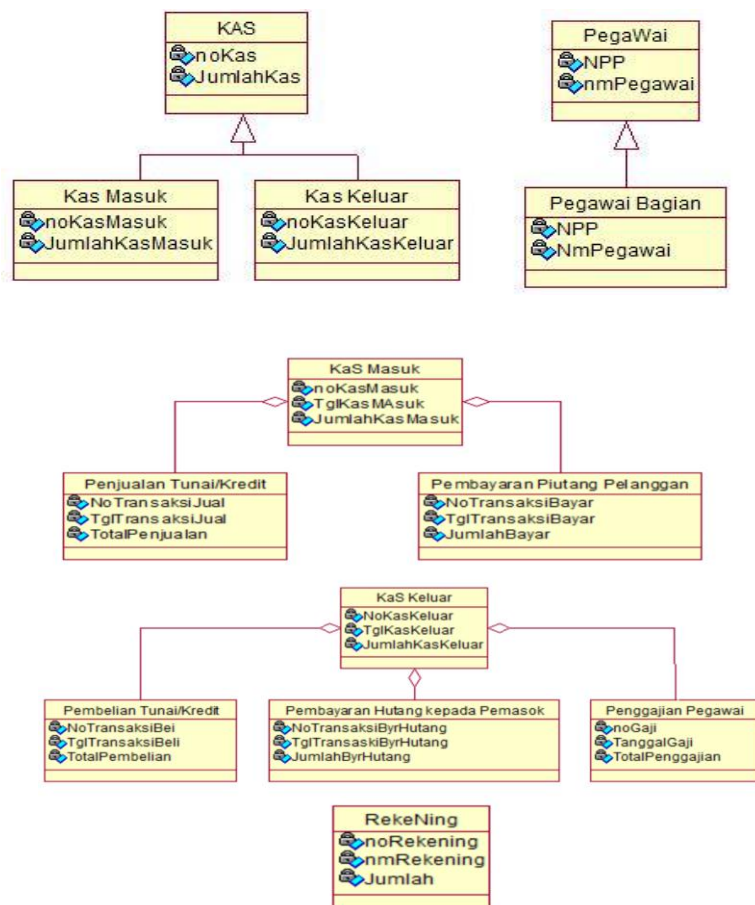 KAS
noKas
JumlahKas
PegaWai
NPP
nmPegawai
Kas Masuk
noKasMasuk
JumlahKasMasuk
Kas Keluar
noKasKeluar
JumlahKasKeluar
Pegawai Bagian
NPP
NmPegawai
KaS Masuk
noKasMasuk
TglKasMAsuk
JumlahKasMasuk
Penjualan Tunai/Kredit
NoTransaksiJual
TglTransaksiJual
TotalPenjualan
Pembayaran Piutang Pelanggan
NoTransaksiBayar
TglTransaksiBayar
JumlahBayar
KaS Keluar
NoKasKeluar
TglKasKeluar
JumlahKasKeluar
Pembelian Tunai/Kredit
NoTransaksiBei
TglTransaksiBeli
TotalPembelian
Pembayaran Hutang kepada Pemasok
NoTransaksiByrHutang
TglTransaskiByrHutang
JumlahByrHutang
Penggajian Pegawai
noGaji
TanggalGaji
TotalPenggajian
RekeNing
noRekening
nmRekening
Jumlah